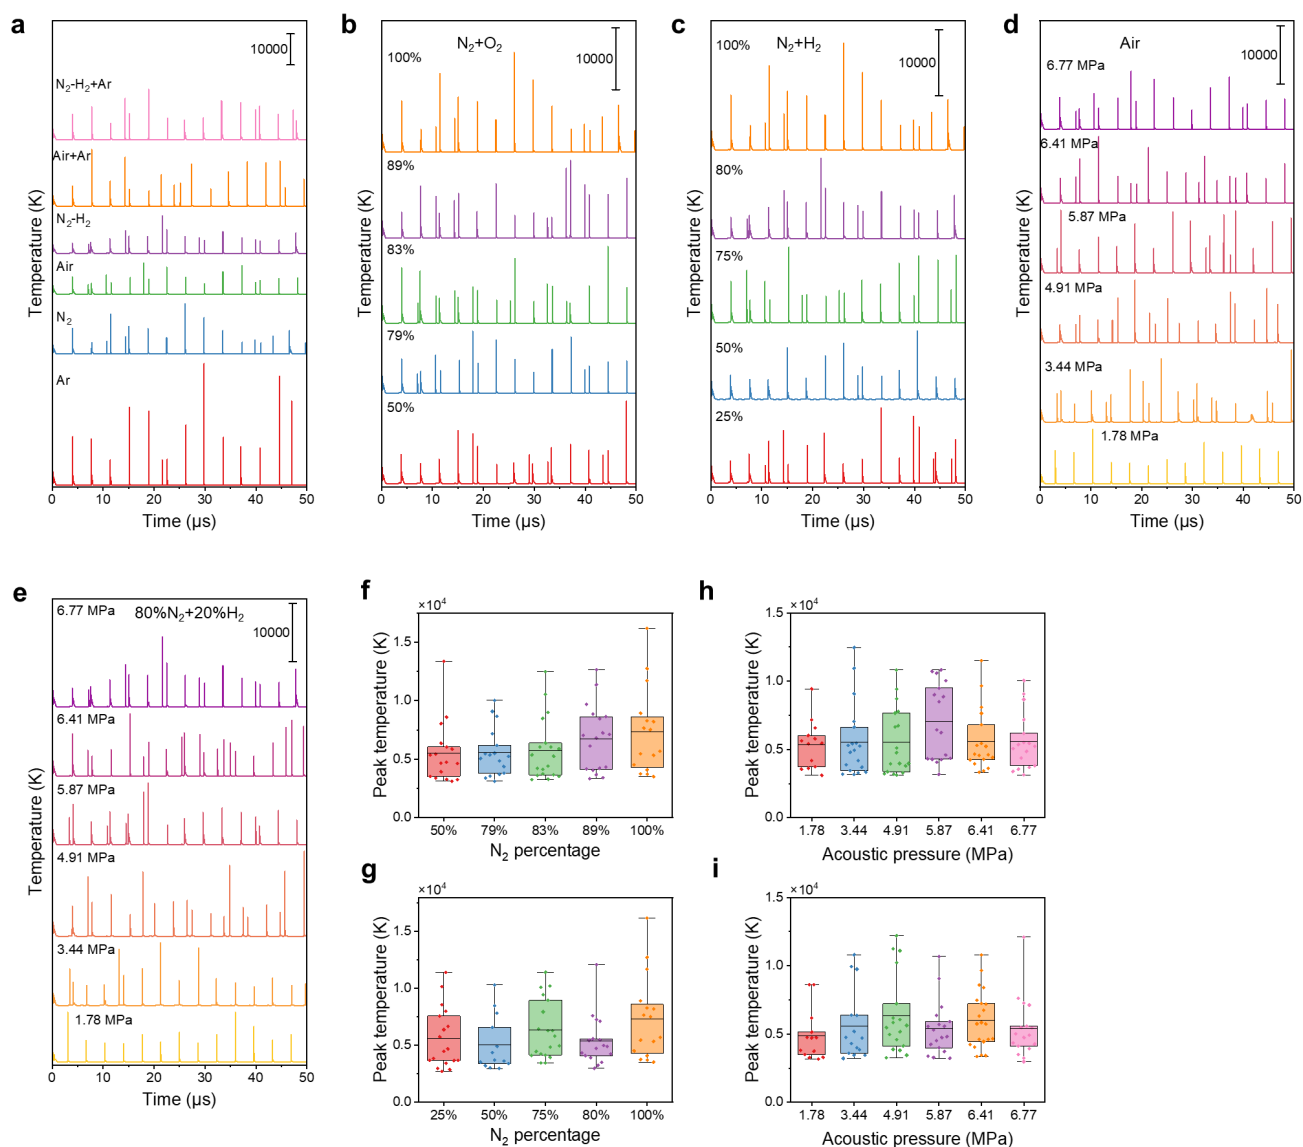 a
10000
N₂-H₂+Ar
Air+Ar
N₂-H₂
Air
N₂
Ar
Temperature (K)
0 10 20 30 40 50
Time (μs)
b
N₂+O₂
10000
100%
89%
83%
79%
50%
Temperature (K)
0 10 20 30 40 50
Time (μs)
c
N₂+H₂
10000
100%
80%
75%
50%
25%
Temperature (K)
0 10 20 30 40 50
Time (μs)
d
Air
10000
6.77 MPa
6.41 MPa
5.87 MPa
4.91 MPa
3.44 MPa
1.78 MPa
Temperature (K)
0 10 20 30 40 50
Time (μs)
e
80%N₂+20%H₂
10000
6.77 MPa
6.41 MPa
5.87 MPa
4.91 MPa
3.44 MPa
1.78 MPa
Temperature (K)
0 10 20 30 40 50
Time (μs)
f
×10⁴
1.5
1.0
0.5
0.0
Peak temperature (K)
50% 79% 83% 89% 100%
N₂ percentage
h
×10⁴
1.5
1.0
0.5
0.0
Peak temperature (K)
1.78 3.44 4.91 5.87 6.41 6.77
Acoustic pressure (MPa)
g
×10⁴
1.5
1.0
0.5
0.0
Peak temperature (K)
25% 50% 75% 80% 100%
N₂ percentage
i
×10⁴
1.5
1.0
0.5
0.0
Peak temperature (K)
1.78 3.44 4.91 5.87 6.41 6.77
Acoustic pressure (MPa)